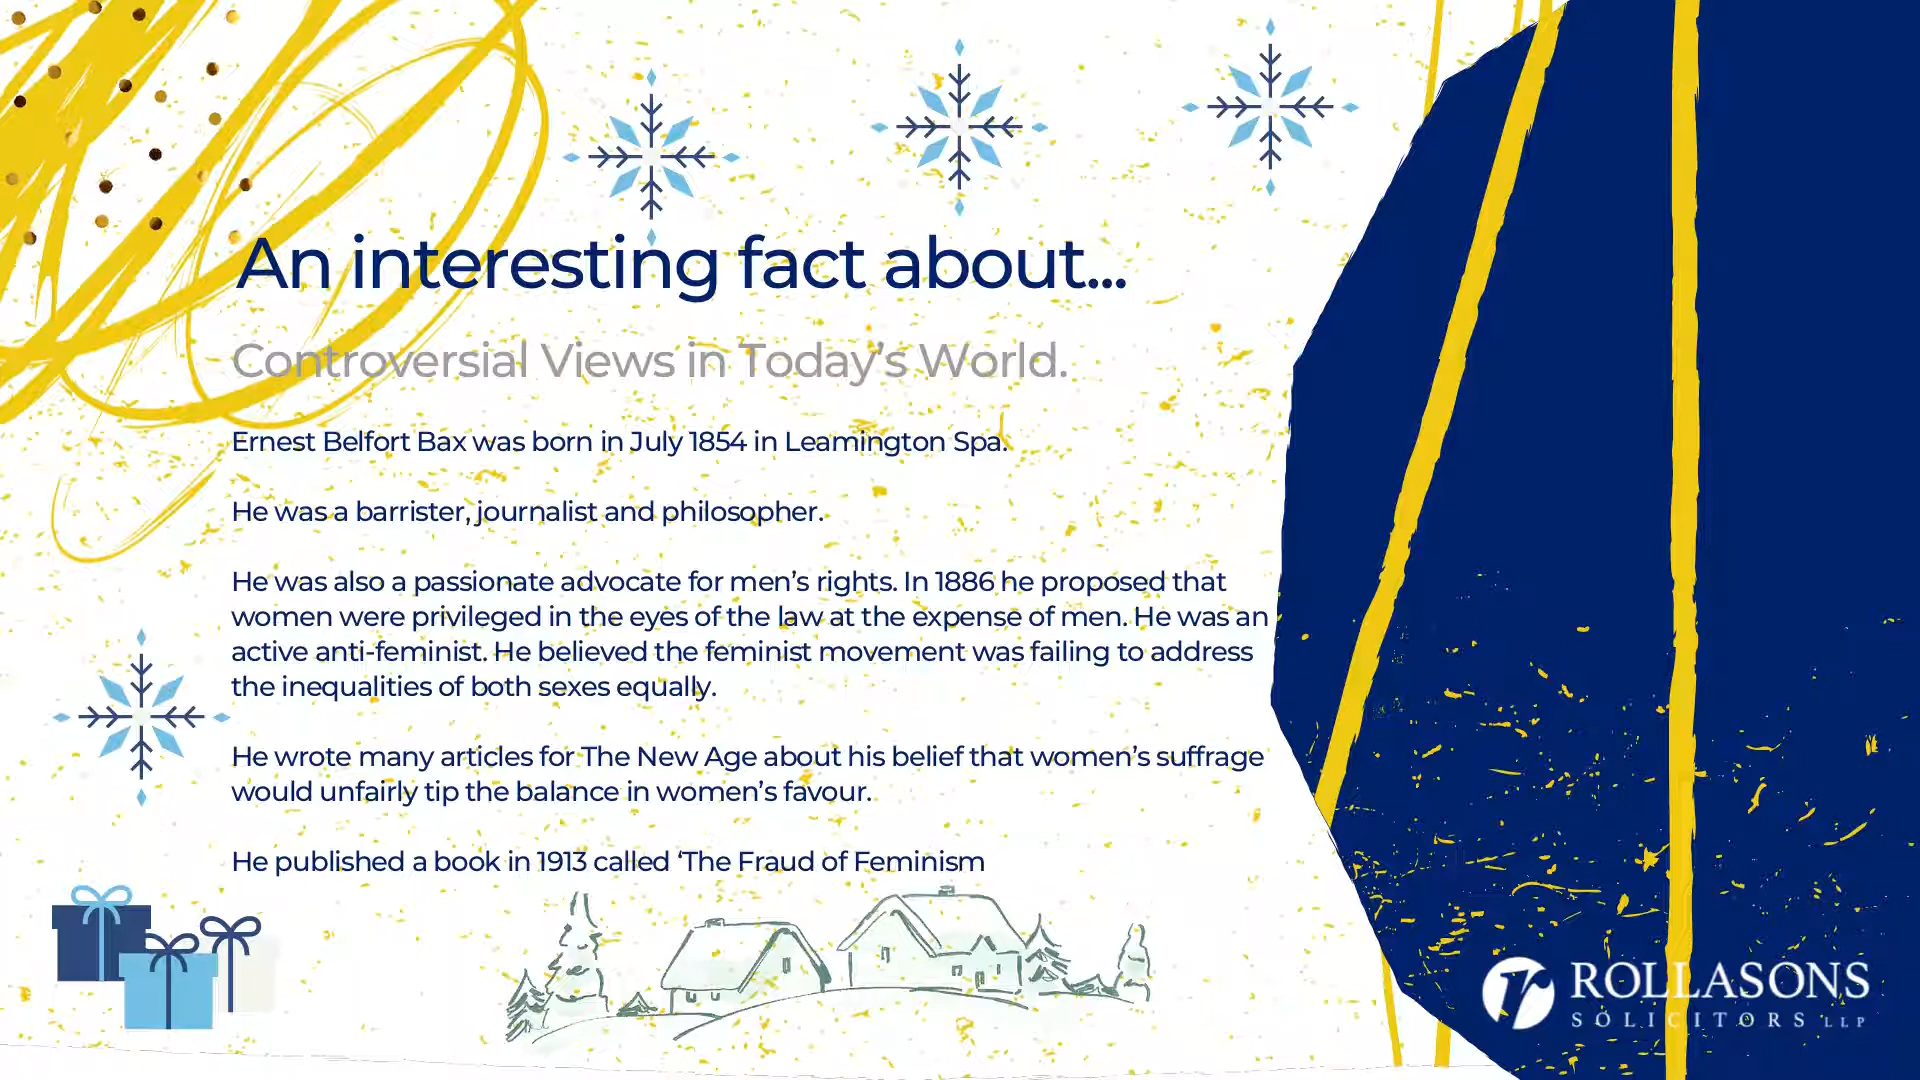 An interesting fact about...
Controversial Views in Today's World.
Ernest Belfort Bax was born in July 1854 in Leamington Spa.
He was a barrister, journalist and philosopher.
He was also a passionate advocate for men's rights. In 1886 he proposed that
women were privileged in the eyes of the law at the expense of men. He was an
active anti-feminist. He believed the feminist movement was failing to address
the inequalities of both sexes equally.
He wrote many articles for The New Age about his belief that women's suffrage
would unfairly tip the balance in women's favour.
He published a book in 1913 called ‘The Fraud of Feminism
ROLLASONS
SOLICITORS LLP